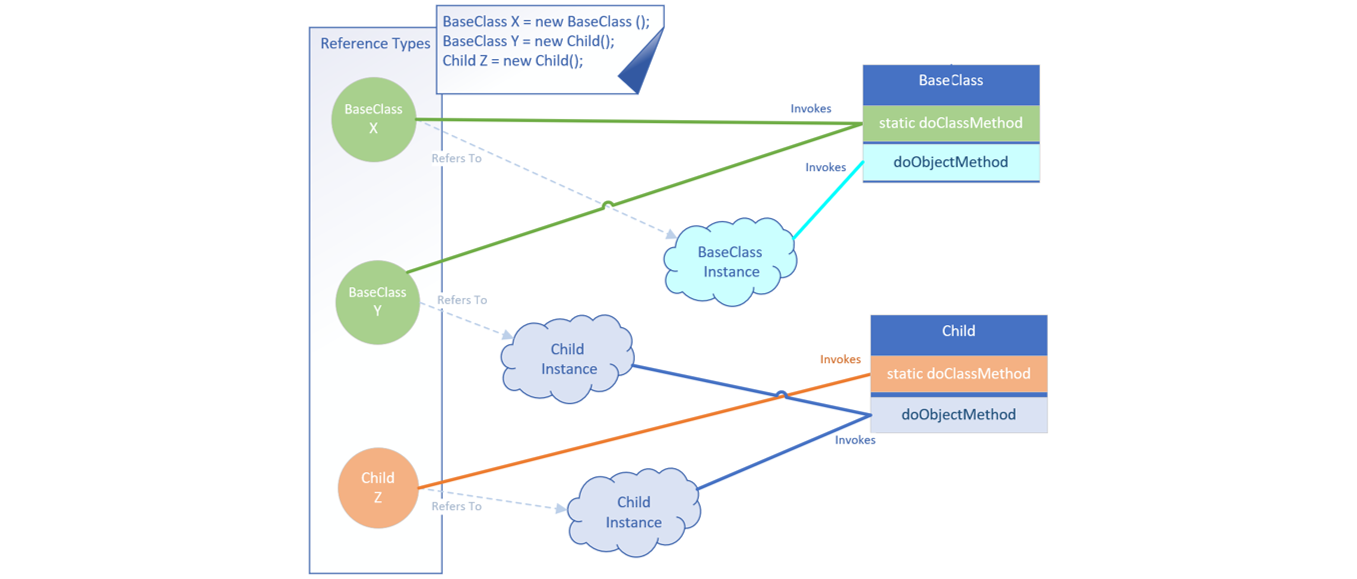 BaseClass X = new BaseClass ();
BaseClass Y = new Child();
Child Z = new Child();
Reference Types
BaseClass
X
Refers To
Invokes
BaseClass
static doClassMethod
Invokes
doObjectMethod
BaseClass
Instance
BaseClass
Y
Refers To
Child
Instance
Invokes
Child
static doClassMethod
doObjectMethod
Invokes
Child
Z
Refers To
Child
Instance